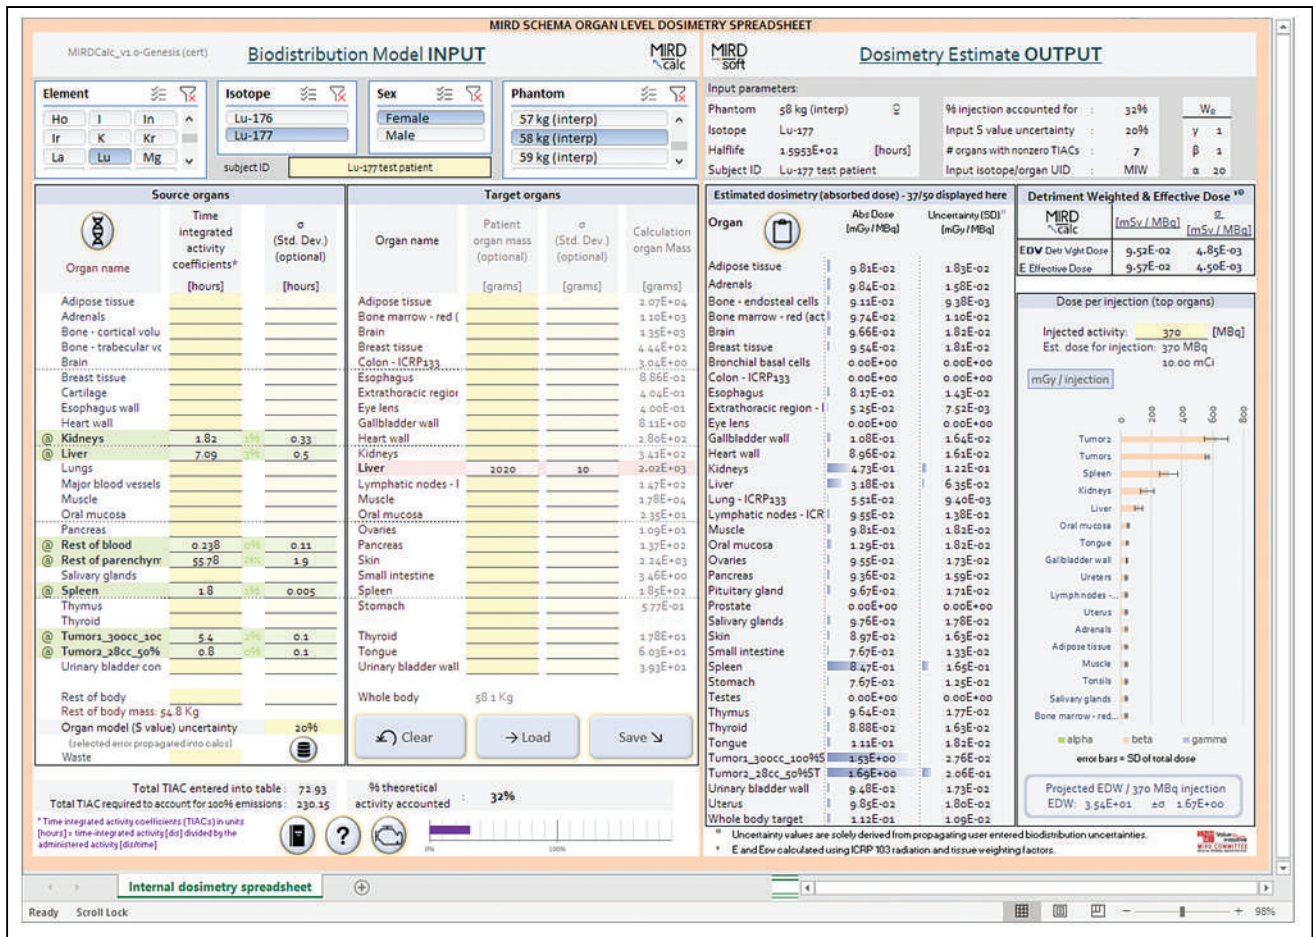 MIRD SCHEMA ORGAN LEVEL DOSIMETRY SPREADSHEET
MIRDCalc_v1.0-Genesis (cert)
Biodistribution Model INPUT
MIRD calc
Element
Ho I In
Ir K Kr
La Lu Mg
Isotope
Lu-176
Lu-177
Sex
Female
Male
Phantom
57 kg (interp)
58 kg (interp)
59 kg (interp)
subject ID
Lu-177 test patient
Source organs
Organ name
Time integrated activity coefficients*
[hours]
σ (Std. Dev.) (optional)
[hours]
Adipose tissue
Adrenals
Bone - cortical volu
Bone - trabecular vc
Brain
Breast tissue
Cartilage
Esophagus wall
Heart wall
@ Kidneys 1.82 1% 0.33
@ Liver 7.09 3% 0.5
Lungs
Major blood vessels
Muscle
Oral mucosa
Pancreas
@ Rest of blood 0.238 0% 0.11
@ Rest of parenchym 55.78 24% 1.9
Salivary glands
@ Spleen 1.8 1% 0.005
Thymus
Thyroid
@ Tumor1_300cc_10c 5.4 2% 0.1
@ Tumor2_28cc_50% 0.8 0% 0.1
Urinary bladder con
Rest of body
Rest of body mass: 54.8 Kg
Organ model (S value) uncertainty 20%
(selected error propagated into calcs)
Waste
Target organs
Organ name
Patient organ mass (optional)
[grams]
σ (Std. Dev.) (optional)
[grams]
Calculation organ Mass
[grams]
Adipose tissue 2.07E+04
Bone marrow - red ( 1.10E+03
Brain 1.35E+03
Breast tissue 4.44E+02
Colon - ICRP133 3.04E+00
Esophagus 8.86E-02
Extrathoracic region 4.04E-01
Eye lens 4.00E-01
Gallbladder wall 8.11E+00
Heart wall 2.80E+02
Kidneys 3.41E+02
Liver 2020 10 2.02E+03
Lymphatic nodes - I 1.47E+02
Muscle 1.78E+04
Oral mucosa 2.35E+01
Ovaries 1.09E+01
Pancreas 1.37E+02
Skin 2.24E+03
Small intestine 3.46E+00
Spleen 1.85E+02
Stomach 5.77E-01
Thyroid 1.78E+01
Tongue 6.03E+01
Urinary bladder wall 3.93E+01
Whole body 58.1 Kg
Clear
→ Load
Save
Total TIAC entered into table : 72.93
Total TIAC required to account for 100% emissions : 230.15
% theoretical activity accounted : 32%
* Time integrated activity coefficients (TIACs) in units
[hours] = time-integrated activity [dis] divided by the
administered activity [dis/time]
?
0% 100%
MIRD soft
Dosimetry Estimate OUTPUT
Input parameters:
Phantom 58 kg (interp) ♀
Isotope Lu-177
Halflife 1.5953E+02 [hours]
Subject ID Lu-177 test patient
% injection accounted for : 32%
Input S value uncertainty : 20%
# organs with nonzero TIACs : 7
Input isotope/organ UID : MIW
WR
γ 1
β 1
α 20
Estimated dosimetry (absorbed dose) - 37/50 displayed here
Organ
Abs Dose [mGy/MBq]
Uncertainty (SD)# [mGy/MBq]
Adipose tissue 9.81E-02 1.83E-02
Adrenals 9.84E-02 1.58E-02
Bone - endosteal cells 9.11E-02 9.38E-03
Bone marrow - red (act 9.74E-02 1.10E-02
Brain 9.66E-02 1.82E-02
Breast tissue 9.54E-02 1.81E-02
Bronchial basal cells 0.00E+00 0.00E+00
Colon - ICRP133 0.00E+00 0.00E+00
Esophagus 8.17E-02 1.43E-02
Extrathoracic region - I 5.25E-02 7.52E-03
Eye lens 0.00E+00 0.00E+00
Gallbladder wall 1.08E-01 1.64E-02
Heart wall 8.96E-02 1.61E-02
Kidneys 4.73E-01 1.22E-01
Liver 3.18E-01 6.35E-02
Lung - ICRP133 5.51E-02 9.40E-03
Lymphatic nodes - ICR 9.55E-02 1.38E-02
Muscle 9.81E-02 1.82E-02
Oral mucosa 1.29E-01 1.82E-02
Ovaries 9.55E-02 1.73E-02
Pancreas 9.36E-02 1.59E-02
Pituitary gland 9.67E-02 1.71E-02
Prostate 0.00E+00 0.00E+00
Salivary glands 9.76E-02 1.78E-02
Skin 8.97E-02 1.63E-02
Small intestine 7.67E-02 1.33E-02
Spleen 8.47E-01 1.65E-01
Stomach 7.67E-02 1.25E-02
Testes 0.00E+00 0.00E+00
Thymus 9.64E-02 1.77E-02
Thyroid 8.88E-02 1.63E-02
Tongue 1.11E-01 1.82E-02
Tumor1_300cc_100%S 1.53E+00 2.76E-02
Tumor2_28cc_50%ST 1.69E+00 2.06E-01
Urinary bladder wall 9.48E-02 1.73E-02
Uterus 9.85E-02 1.80E-02
Whole body target 1.12E-01 1.09E-02
Detriment Weighted & Effective Dose
MIRD calc
[mSv / MBq]
σ [mSv / MBq]
EDW Detr Wght Dose 9.52E-02 4.85E-03
E Effective Dose 9.57E-02 4.50E-03
Dose per injection (top organs)
Injected activity: 370 [MBq]
Est. dose for injection: 370 MBq
10.00 mCi
mGy / injection
0 200 400 600 800
Tumor2
Tumor1
Spleen
Kidneys
Liver
Oral mucosa
Tongue
Gallbladder wall
Ureters
Lymph nodes -...
Uterus
Adrenals
Adipose tissue
Muscle
Tonsils
Salivary glands
Bone marrow - red...
alpha beta gamma
error bars = SD of total dose
Projected EDW / 370 MBq injection
EDW: 3.54E+01 ±σ 1.67E+00
Uncertainty values are solely derived from propagating user entered biodistribution uncertainties.
E and EDW calculated using ICRP 103 radiation and tissue weighting factors.
MIRD COMMITTEE
Internal dosimetry spreadsheet
Ready Scroll Lock
98%